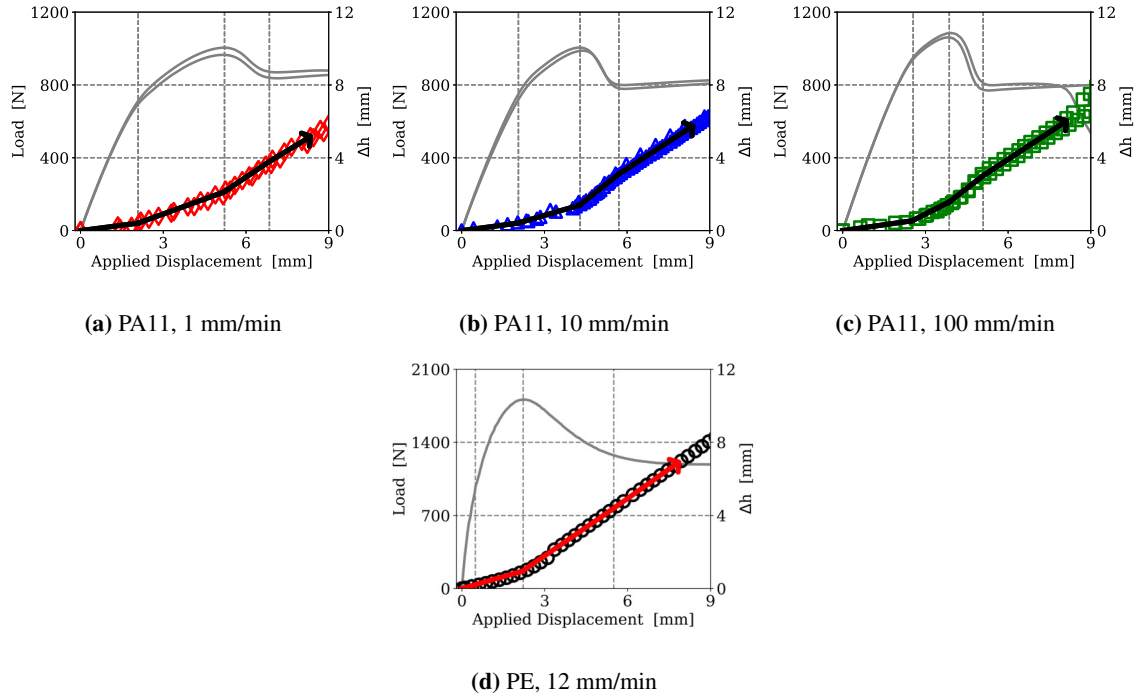 1200
800
400
0
Load [N]
0 3 6 9
Applied Displacement [mm]
12
8
4
0
Δh [mm]
(a) PA11, 1 mm/min
1200
800
400
0
Load [N]
0 3 6 9
Applied Displacement [mm]
12
8
4
0
Δh [mm]
(b) PA11, 10 mm/min
1200
800
400
0
Load [N]
0 3 6 9
Applied Displacement [mm]
12
8
4
0
Δh [mm]
(c) PA11, 100 mm/min
2100
1400
700
0
Load [N]
0 3 6 9
Applied Displacement [mm]
12
8
4
0
Δh [mm]
(d) PE, 12 mm/min